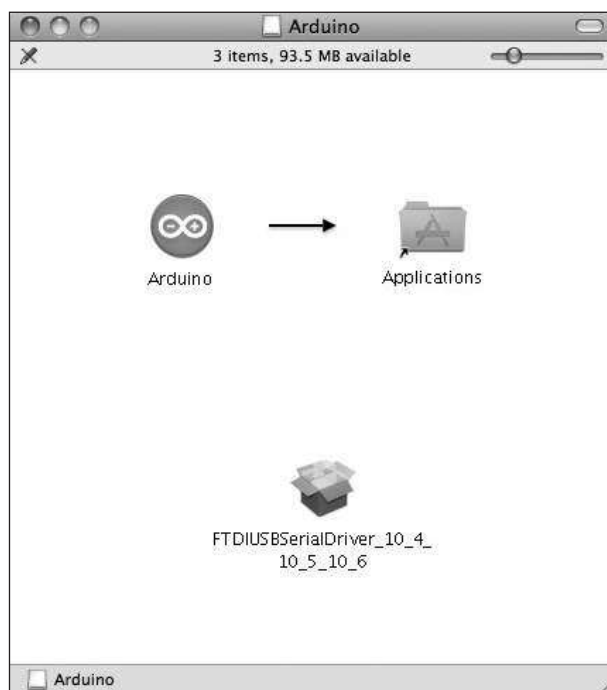 Arduino
3 items, 93.5 MB available
Arduino
Applications
FTDIUSBSerialDriver_10_4_
10_5_10_6
Arduino